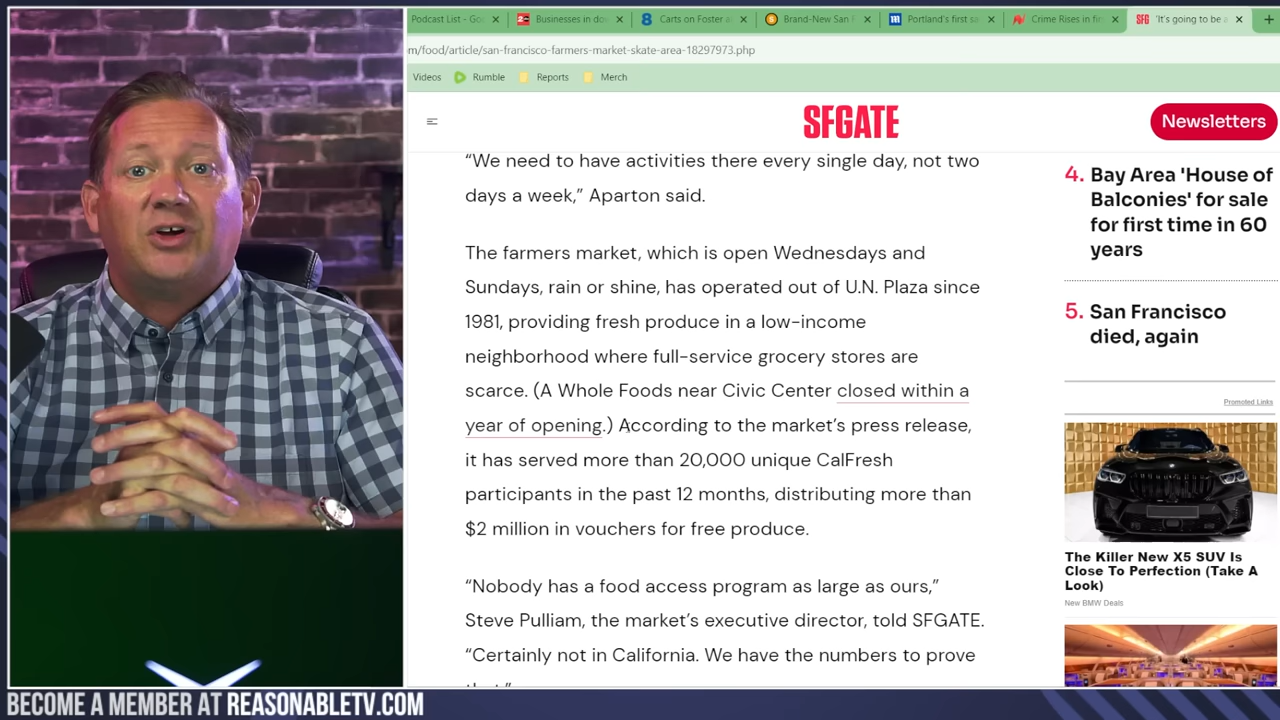 Podcast List - Go
Businesses in do
Carts on Foster a
Brand-New San F
Portland's first sa
Crime Rises in fir
SFG 'It's going to be a
m/food/article/san-francisco-farmers-market-skate-area-18297973.php
Videos Rumble Reports Merch
SFGATE
Newsletters
“We need to have activities there every single day, not two
days a week,” Aparton said.
The farmers market, which is open Wednesdays and
Sundays, rain or shine, has operated out of U.N. Plaza since
1981, providing fresh produce in a low-income
neighborhood where full-service grocery stores are
scarce. (A Whole Foods near Civic Center closed within a
year of opening.) According to the market’s press release,
it has served more than 20,000 unique CalFresh
participants in the past 12 months, distributing more than
$2 million in vouchers for free produce.
“Nobody has a food access program as large as ours,”
Steve Pulliam, the market’s executive director, told SFGATE.
“Certainly not in California. We have the numbers to prove
that.”
4. Bay Area 'House of
Balconies' for sale
for first time in 60
years
5. San Francisco
died, again
Promoted Links
The Killer New X5 SUV Is
Close To Perfection (Take A
Look)
New BMW Deals
BECOME A MEMBER AT REASONABLETV.COM